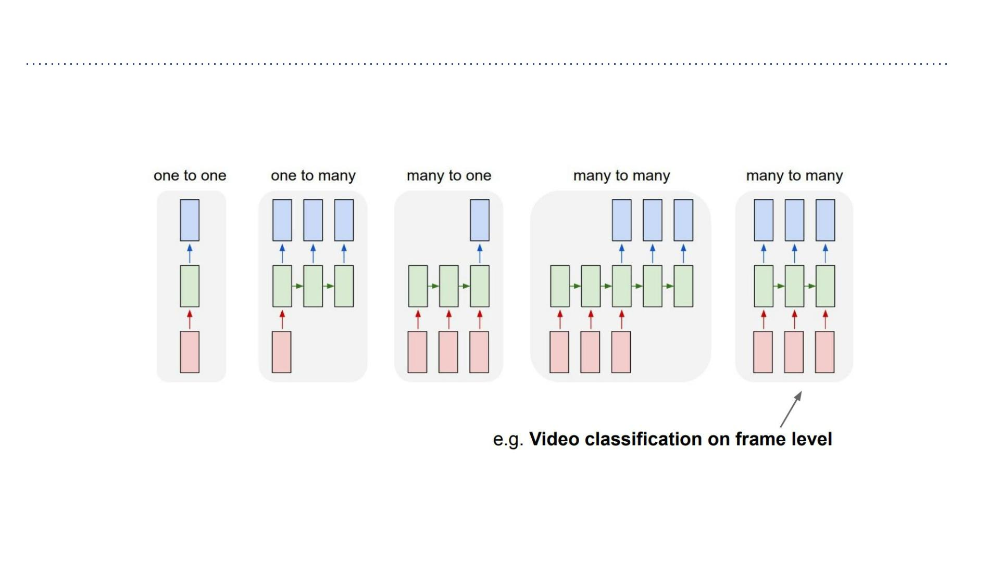 one to one
one to many
many to one
many to many
many to many
e.g. Video classification on frame level